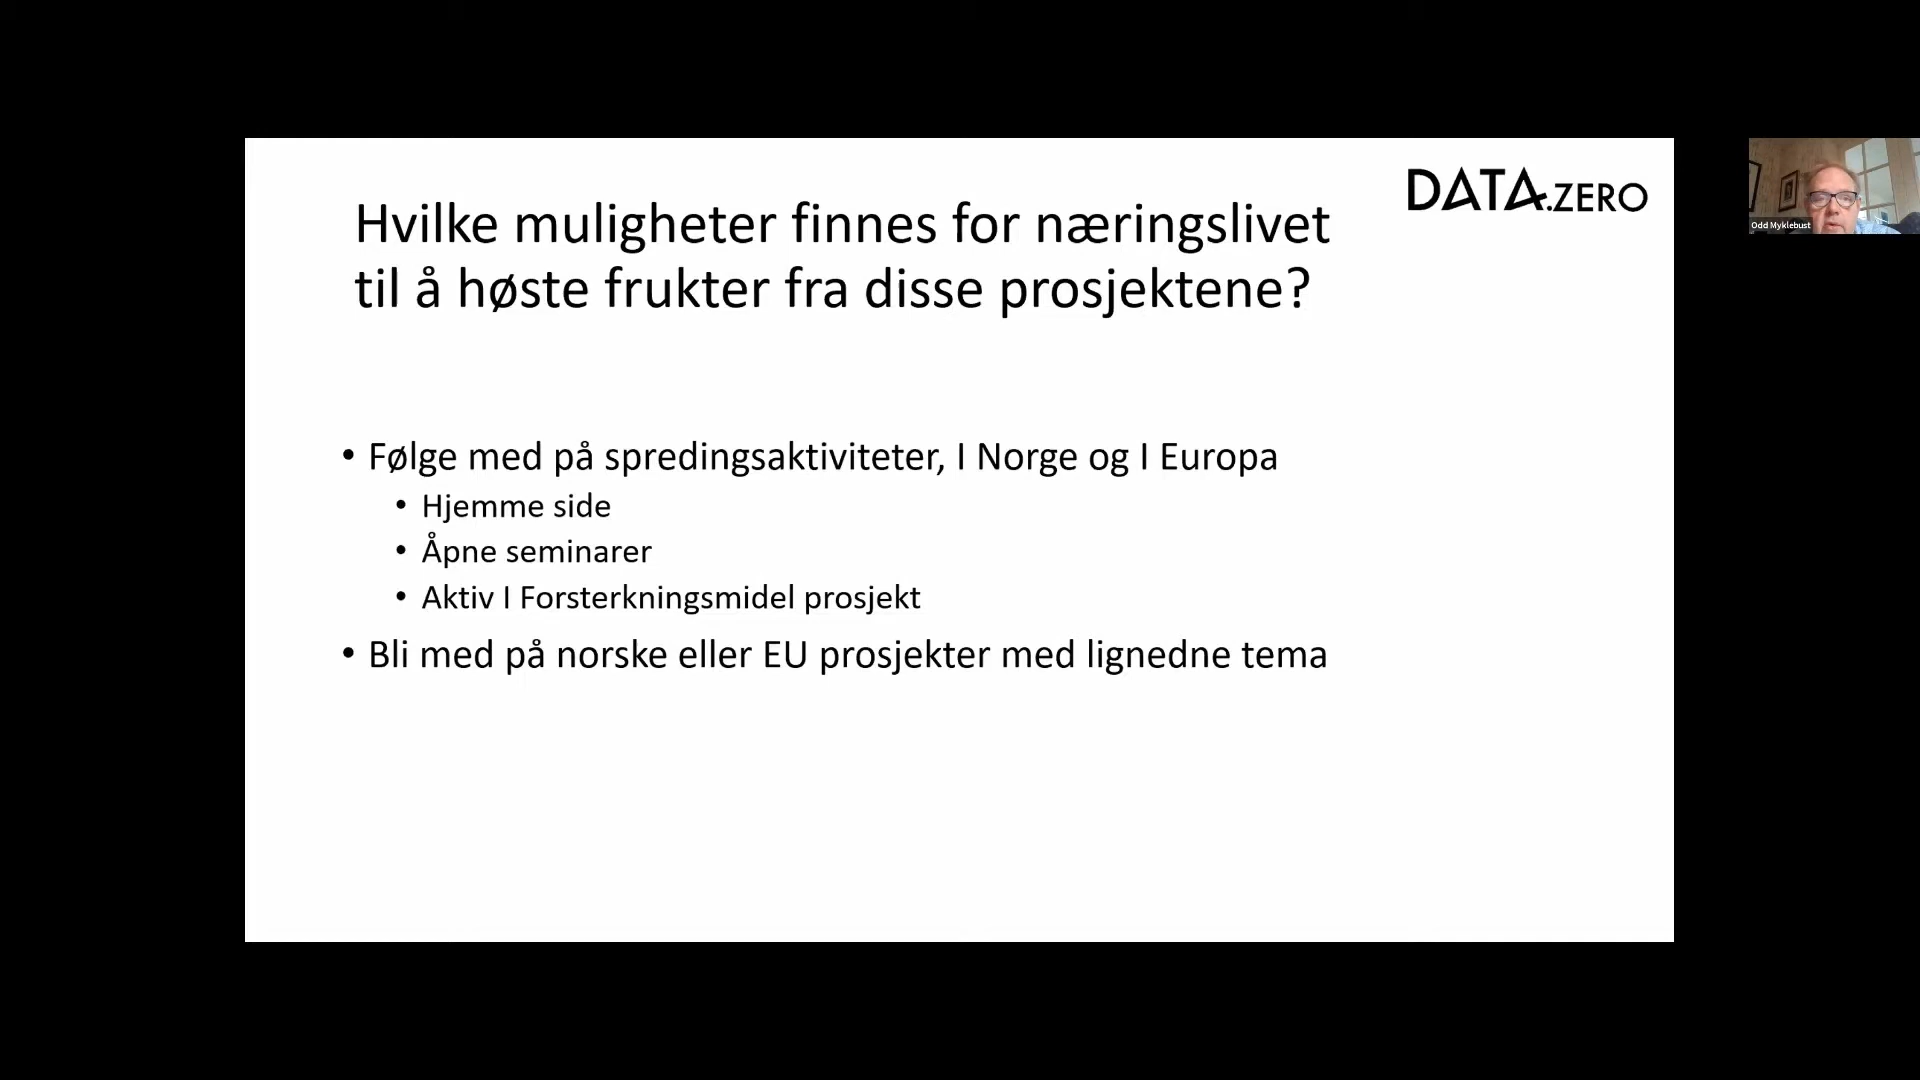 DATA.ZERO
Hvilke muligheter finnes for næringslivet
til å høste frukter fra disse prosjektene?
• Følge med på spredingsaktiviteter, I Norge og I Europa
• Hjemme side
• Åpne seminarer
• Aktiv I Forsterkningsmidel prosjekt
• Bli med på norske eller EU prosjekter med lignedne tema
Odd Myklebust